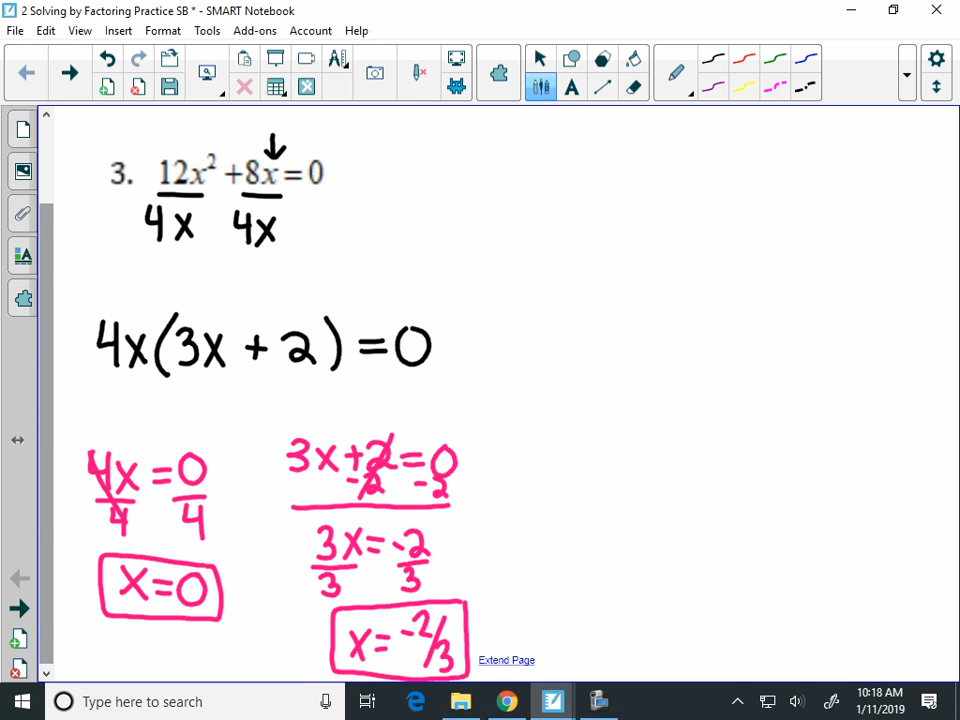 2 Solving by Factoring Practice SB * - SMART Notebook
File Edit View Insert Format Tools Add-ons Account Help
3. 12x² + 8x = 0
4x 4x
4x(3x + 2) = 0
4x = 0 3x + 2 = 0
4 4 -2 -2
3x = -2
3 3
x = 0
x = -2/3
Extend Page
Type here to search
10:18 AM
1/11/2019